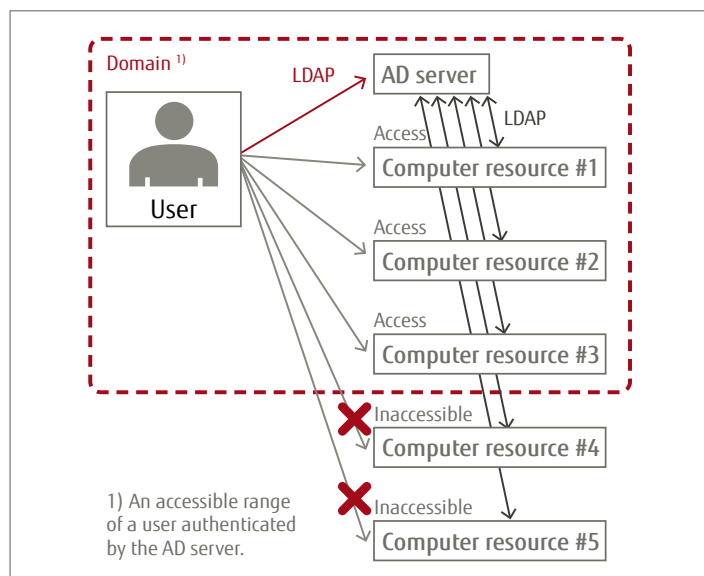 Domain 1)
LDAP
AD server
LDAP
User
Access
Computer resource #1
Access
Computer resource #2
Access
Computer resource #3
Inaccessible
Computer resource #4
Inaccessible
Computer resource #5
1) An accessible range
of a user authenticated
by the AD server.